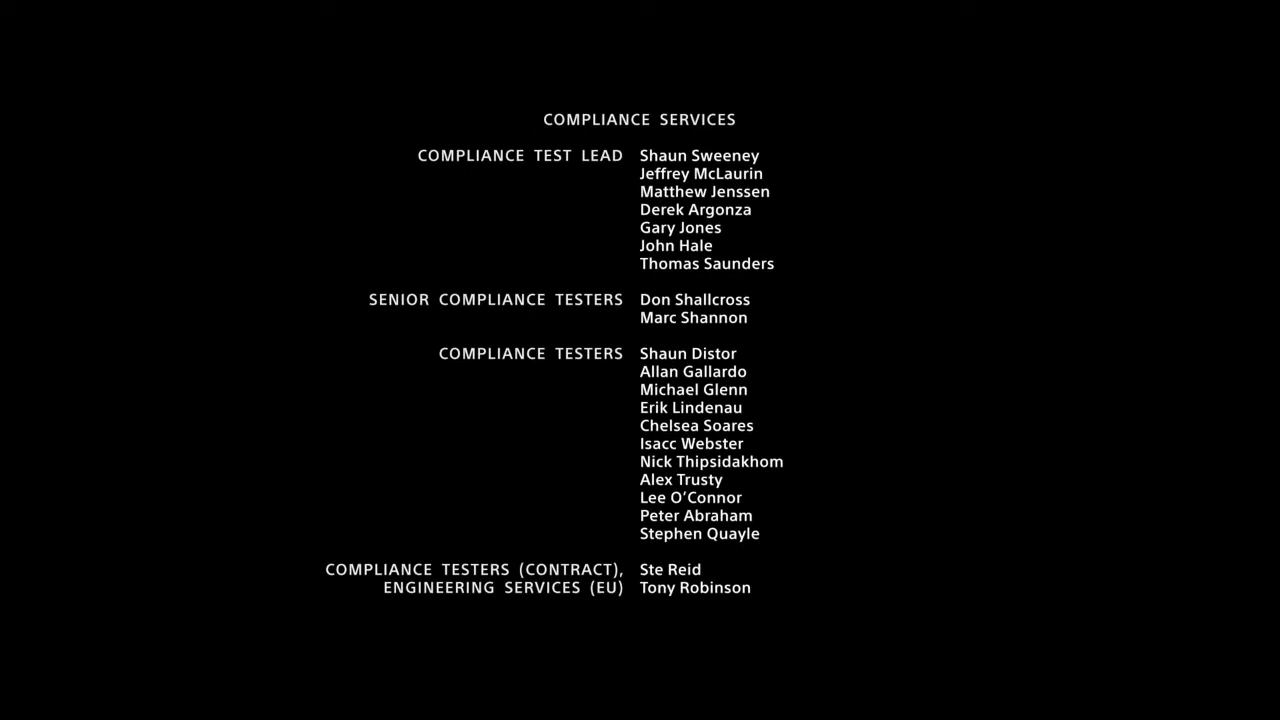 COMPLIANCE SERVICES
COMPLIANCE TEST LEAD Shaun Sweeney
Jeffrey McLaurin
Matthew Jenssen
Derek Argonza
Gary Jones
John Hale
Thomas Saunders
SENIOR COMPLIANCE TESTERS Don Shallcross
Marc Shannon
COMPLIANCE TESTERS Shaun Distor
Allan Gallardo
Michael Glenn
Erik Lindenau
Chelsea Soares
Isacc Webster
Nick Thipsidakhom
Alex Trusty
Lee O'Connor
Peter Abraham
Stephen Quayle
COMPLIANCE TESTERS (CONTRACT), Ste Reid
ENGINEERING SERVICES (EU) Tony Robinson